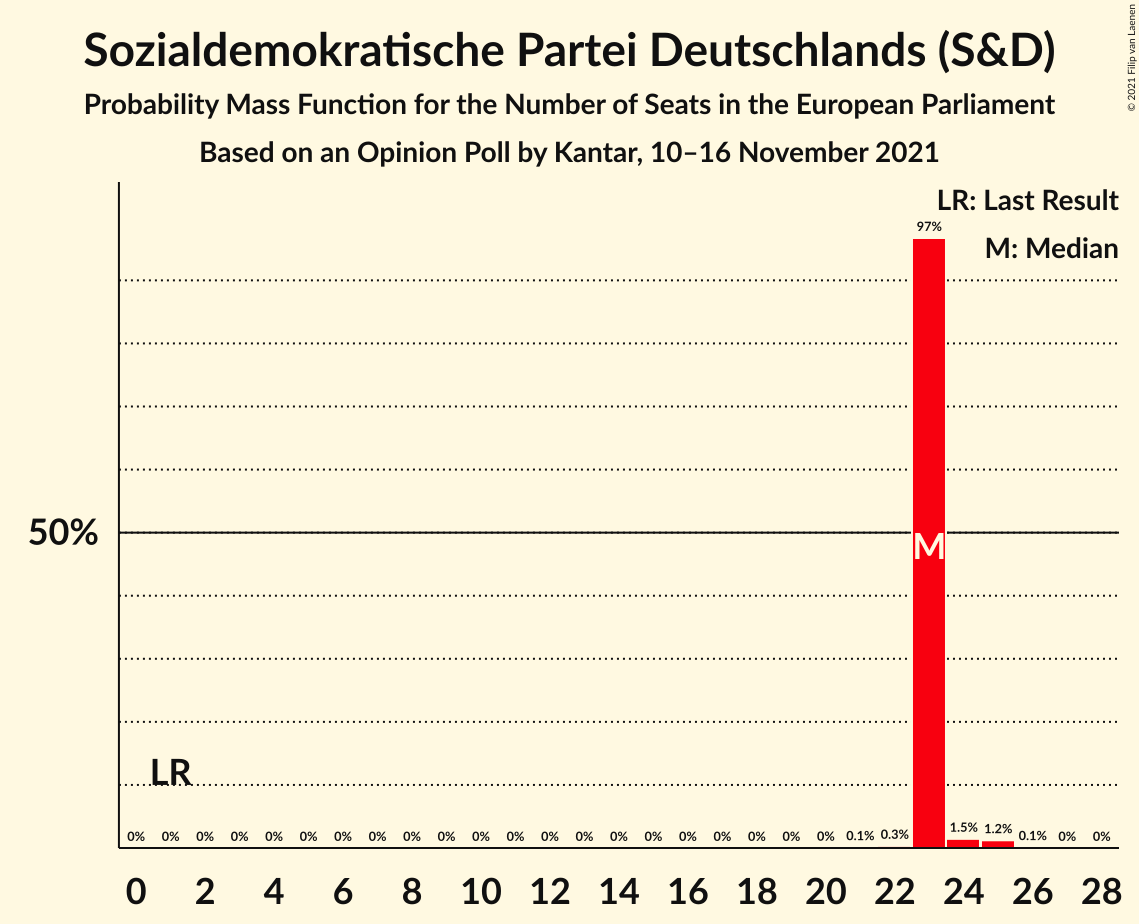 Sozialdemokratische Partei Deutschlands (S&D)
Probability Mass Function for the Number of Seats in the European Parliament
Based on an Opinion Poll by Kantar, 10–16 November 2021
© 2021 Filip van Laenen
LR: Last Result
M: Median
97%
50%
M
LR
0% 0% 0% 0% 0% 0% 0% 0% 0% 0% 0% 0% 0% 0% 0% 0% 0% 0% 0% 0% 0% 0.1% 0.3% 1.5% 1.2% 0.1% 0% 0%
0 2 4 6 8 10 12 14 16 18 20 22 24 26 28